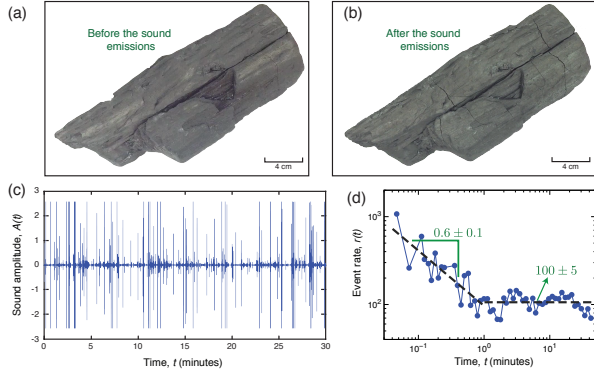 (a)
Before the sound
emissions
4 cm
(b)
After the sound
emissions
4 cm
(c)
Sound amplitude, A(t)
3
2
1
0
-1
-2
-3
0
5
10
15
20
25
30
Time, t (minutes)
(d)
Event rate, r(t)
10³
10²
0.6 ± 0.1
100 ± 5
10⁻¹
10⁰
10¹
Time, t (minutes)